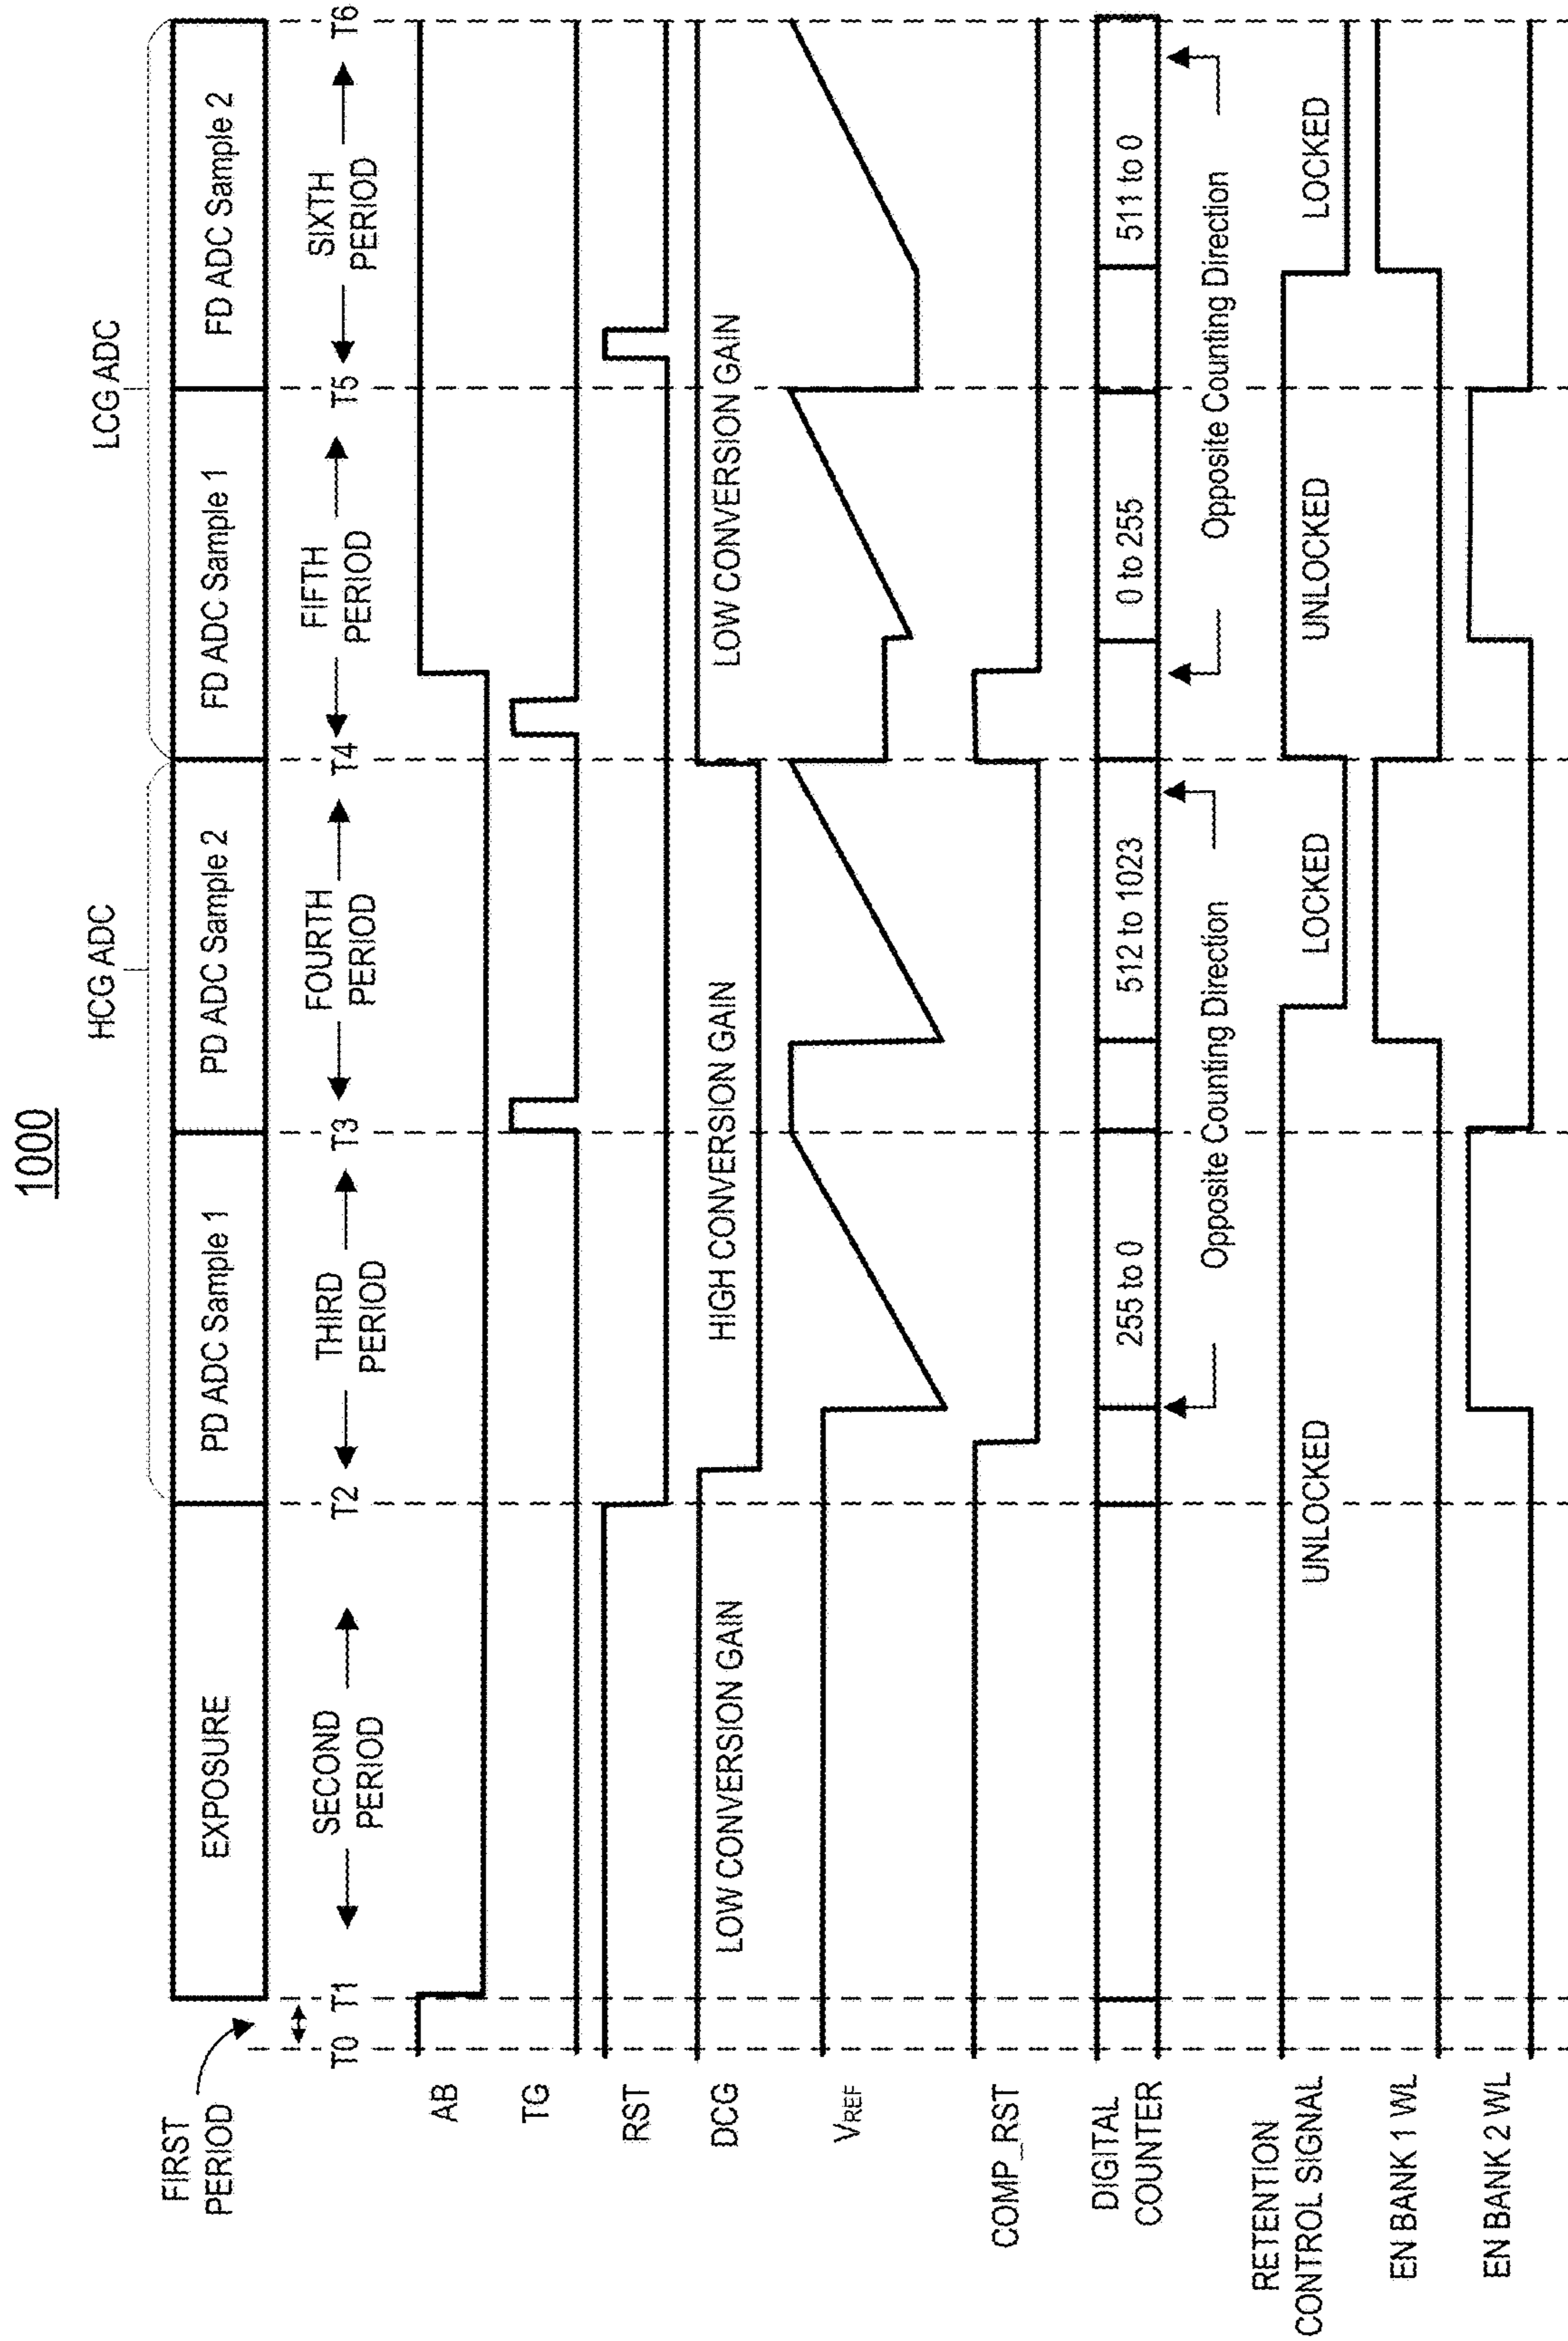 1000
HCG ADC
LCG ADC
FIRST
PERIOD
EXPOSURE
PD ADC Sample 1
PD ADC Sample 2
FD ADC Sample 1
FD ADC Sample 2
T0
T1
SECOND
PERIOD
T2
THIRD
PERIOD
T3
FOURTH
PERIOD
T4
FIFTH
PERIOD
T5
SIXTH
PERIOD
T6
AB
TG
RST
DCG
LOW CONVERSION GAIN
HIGH CONVERSION GAIN
LOW CONVERSION GAIN
VREF
COMP_RST
DIGITAL
COUNTER
255 to 0
512 to 1023
0 to 255
511 to 0
Opposite Counting Direction
Opposite Counting Direction
RETENTION
CONTROL SIGNAL
UNLOCKED
LOCKED
UNLOCKED
LOCKED
EN BANK 1 WL
EN BANK 2 WL